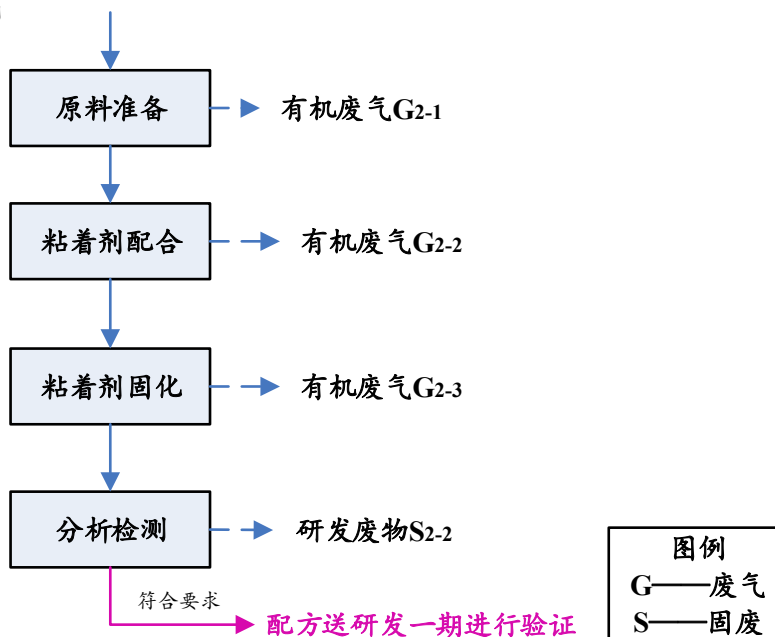 原料准备
有机废气G2-1
粘着剂配合
有机废气G2-2
粘着剂固化
有机废气G2-3
分析检测
研发废物S2-2
符合要求
配方送研发一期进行验证
图例
G——废气
S——固废